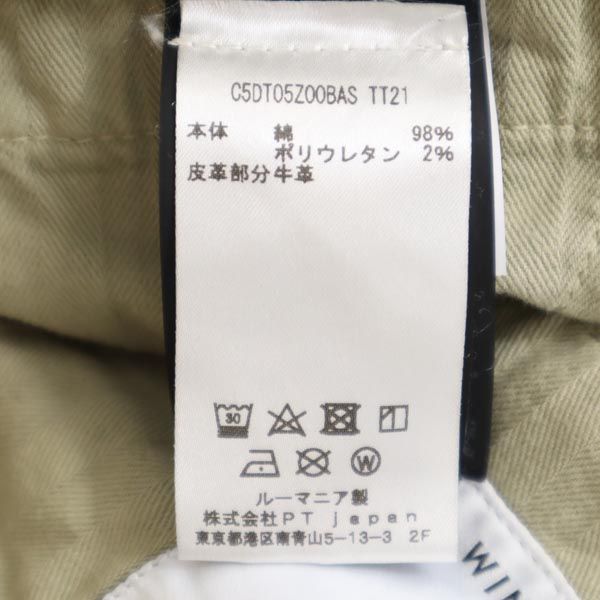 C5DT05Z00BAS TT21
本体 綿 98%
ポリウレタン 2%
皮革部分牛革
30
W
ルーマニア製
株式会社PT japan
東京都港区南青山5-13-3 2F
WIN